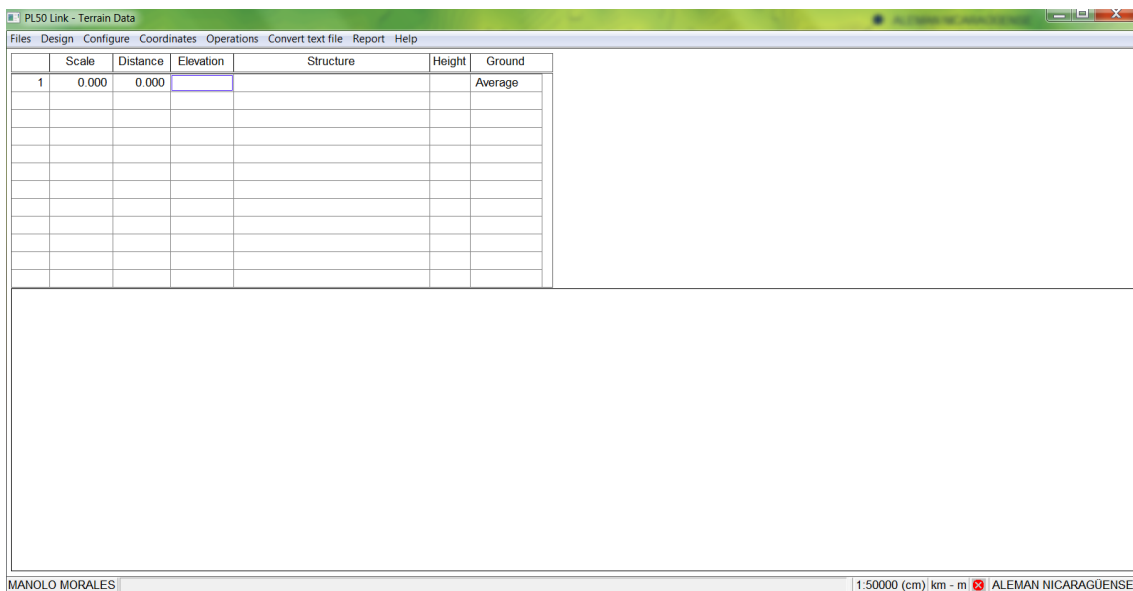 PL50 Link - Terrain Data
Files Design Configure Coordinates Operations Convert text file Report Help
Scale Distance Elevation Structure Height Ground
1 0.000 0.000 Average
MANOLO MORALES 1:50000 (cm) km - m ALEMAN NICARAGÜENSE